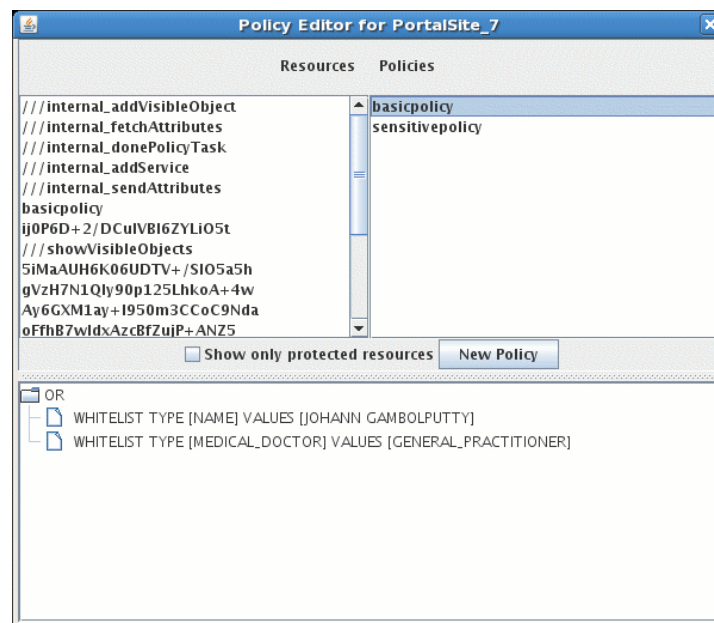 Policy Editor for PortalSite_7
Resources Policies
///internal_addVisibleObject
///internal_fetchAttributes
///internal_donePolicyTask
///internal_addService
///internal_sendAttributes
basicpolicy
ij0P6D+2/DCuIVBl6ZYLiO5t
///showVisibleObjects
5iMaAUH6K06UDTV+/SIO5a5h
gVzH7N1Qly90p125LhkoA+4w
Ay6GXM1ay+I950m3CCoC9Nda
oFfhB7wIdxAzcBfZujP+ANZ5
basicpolicy
sensitivepolicy
Show only protected resources New Policy
OR
WHITELIST TYPE [NAME] VALUES [JOHANN GAMBOLPUTTY]
WHITELIST TYPE [MEDICAL_DOCTOR] VALUES [GENERAL_PRACTITIONER]